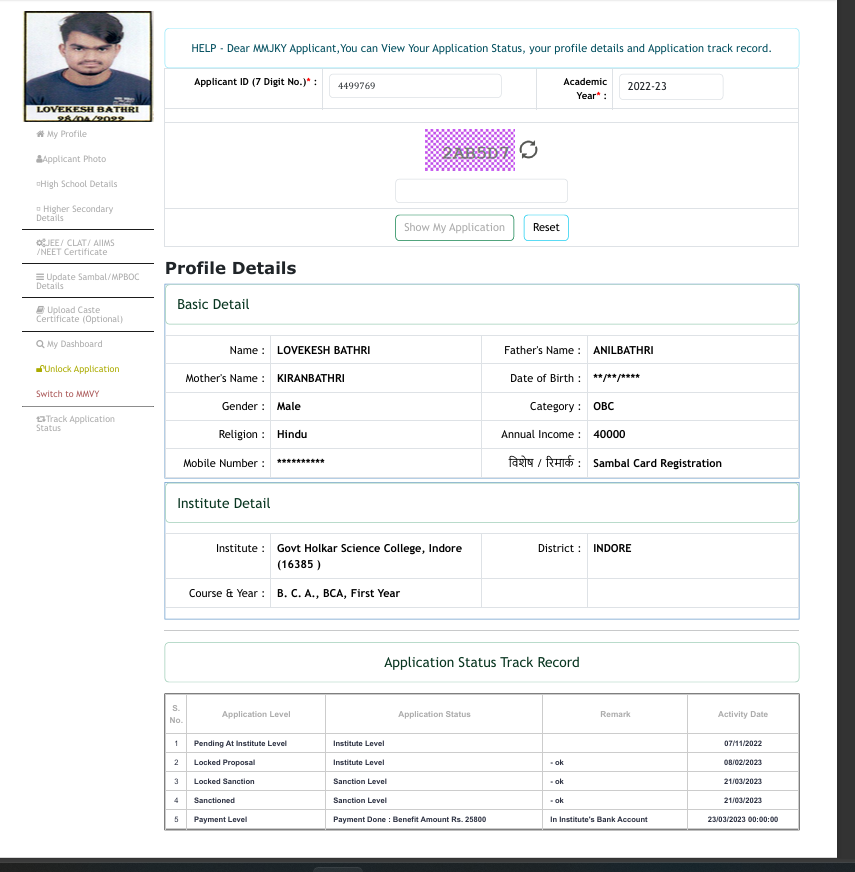 LOVEKESH BATHRI
28/04/2022
My Profile
Applicant Photo
High School Details
Higher Secondary
Details
JEE/ CLAT/ AIIMS
/NEET Certificate
Update Sambal/MPBOC
Details
Upload Caste
Certificate (Optional)
My Dashboard
Unlock Application
Switch to MMVY
Track Application
Status
HELP - Dear MMJKY Applicant,You can View Your Application Status, your profile details and Application track record.
Applicant ID (7 Digit No.)* : 4499769 Academic Year* : 2022-23
2AB5D7
Show My Application Reset
Profile Details
Basic Detail
Name : LOVEKESH BATHRI Father's Name : ANILBATHRI
Mother's Name : KIRANBATHRI Date of Birth : **/**/****
Gender : Male Category : OBC
Religion : Hindu Annual Income : 40000
Mobile Number : ********** विशेष / रिमार्क : Sambal Card Registration
Institute Detail
Institute : Govt Holkar Science College, Indore District : INDORE
(16385 )
Course & Year : B. C. A., BCA, First Year
Application Status Track Record
S. No. Application Level Application Status Remark Activity Date
1 Pending At Institute Level Institute Level 07/11/2022
2 Locked Proposal Institute Level - ok 08/02/2023
3 Locked Sanction Sanction Level - ok 21/03/2023
4 Sanctioned Sanction Level - ok 21/03/2023
5 Payment Level Payment Done : Benefit Amount Rs. 25800 In Institute's Bank Account 23/03/2023 00:00:00